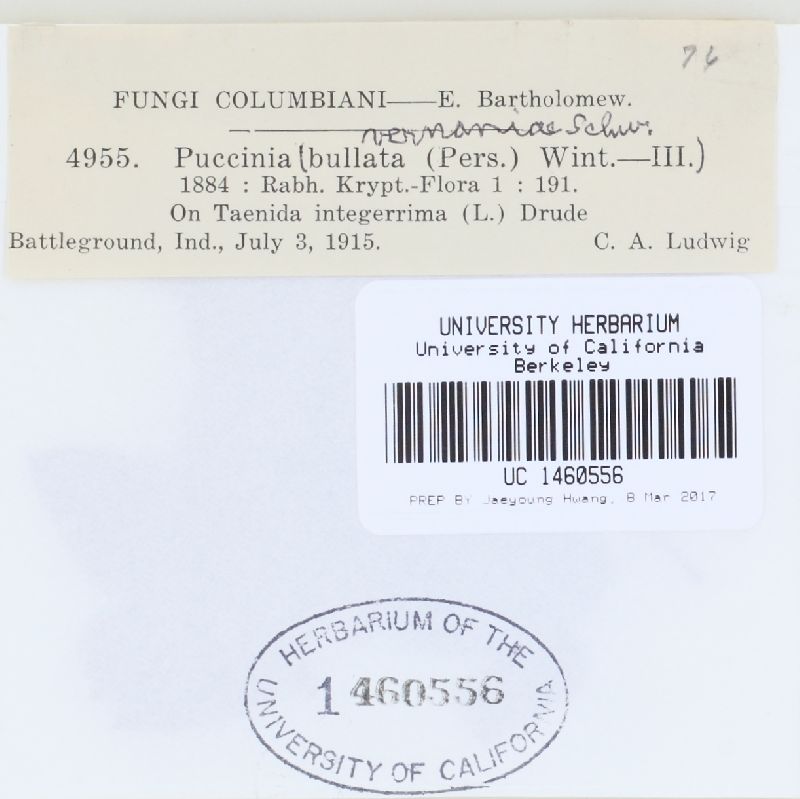 76
FUNGI COLUMBIANI——E. Bartholomew.
vernoniae Schw.
4955. Puccinia (bullata (Pers.) Wint.—III.)
1884 : Rabh. Krypt.-Flora 1 : 191.
On Taenida integerrima (L.) Drude
Battleground, Ind., July 3, 1915. C. A. Ludwig
UNIVERSITY HERBARIUM
University of California
Berkeley
UC 1460556
PREP BY Jaeyoung Hwang, 8 Mar 2017
HERBARIUM OF THE
1460556
UNIVERSITY OF CALIFORNIA